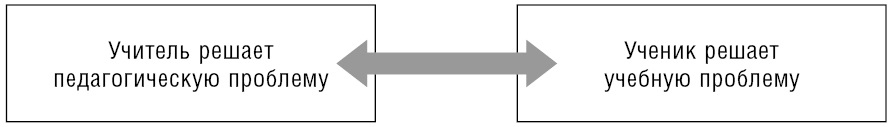 Учитель решает
педагогическую проблему
Ученик решает
учебную проблему